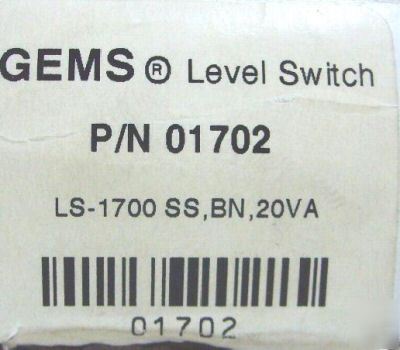 GEMS ® Level Switch
P/N 01702
LS-1700 SS,BN,20VA
01702